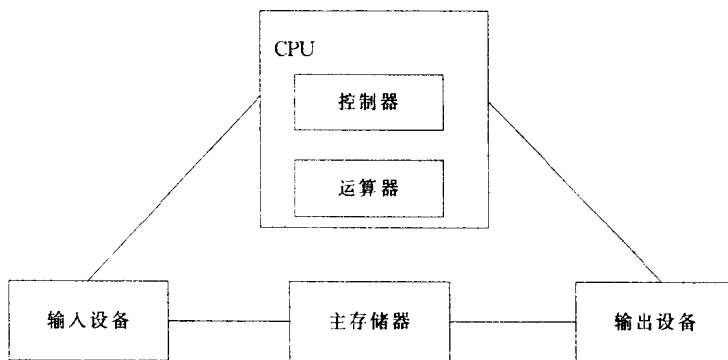 CPU
控制器
运算器
输入设备
主存储器
输出设备